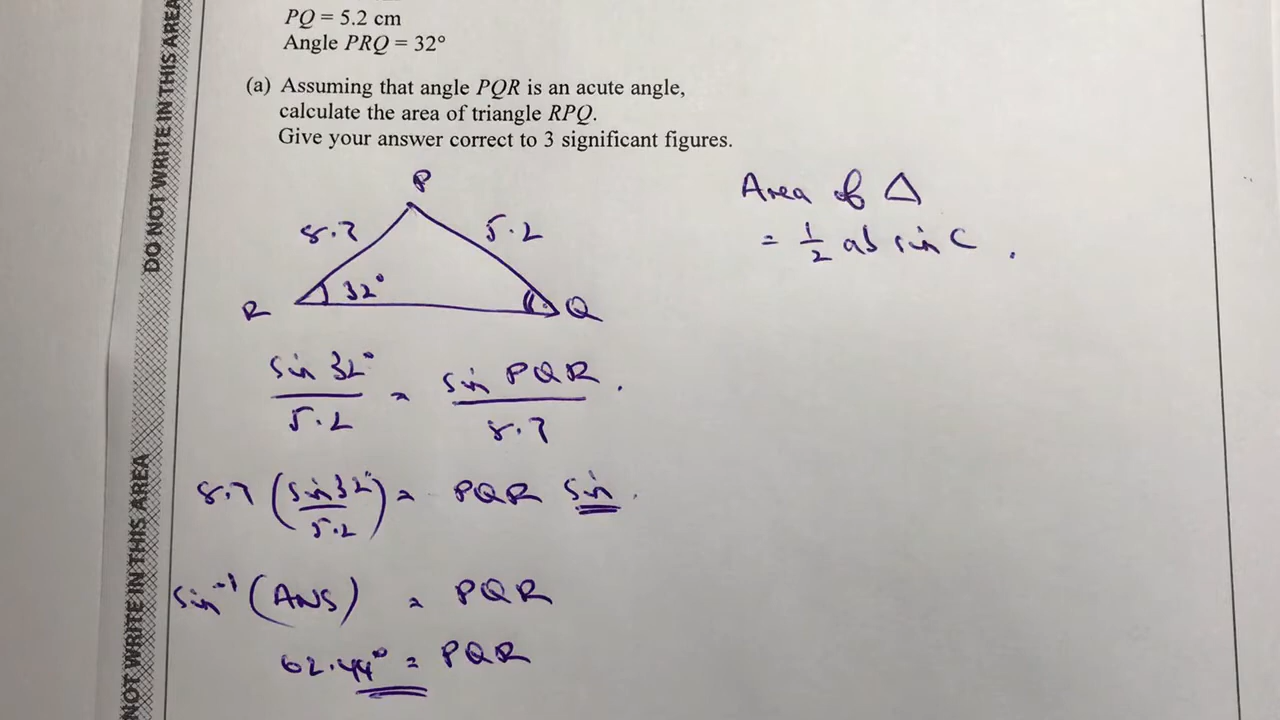 PQ = 5.2 cm
Angle PRQ = 32°
(a) Assuming that angle PQR is an acute angle,
calculate the area of triangle RPQ.
Give your answer correct to 3 significant figures.
DO NOT WRITE IN THIS AREA
NOT WRITE IN THIS AREA
P
8.7
5.2
R
32°
Q
sin 32° / 5.2 = sin PQR / 8.7
8.7 (sin 32° / 5.2) = PQR sin
sin⁻¹ (ANS) = PQR
62.44° = PQR
Area of △
= 1/2 ab sin C.